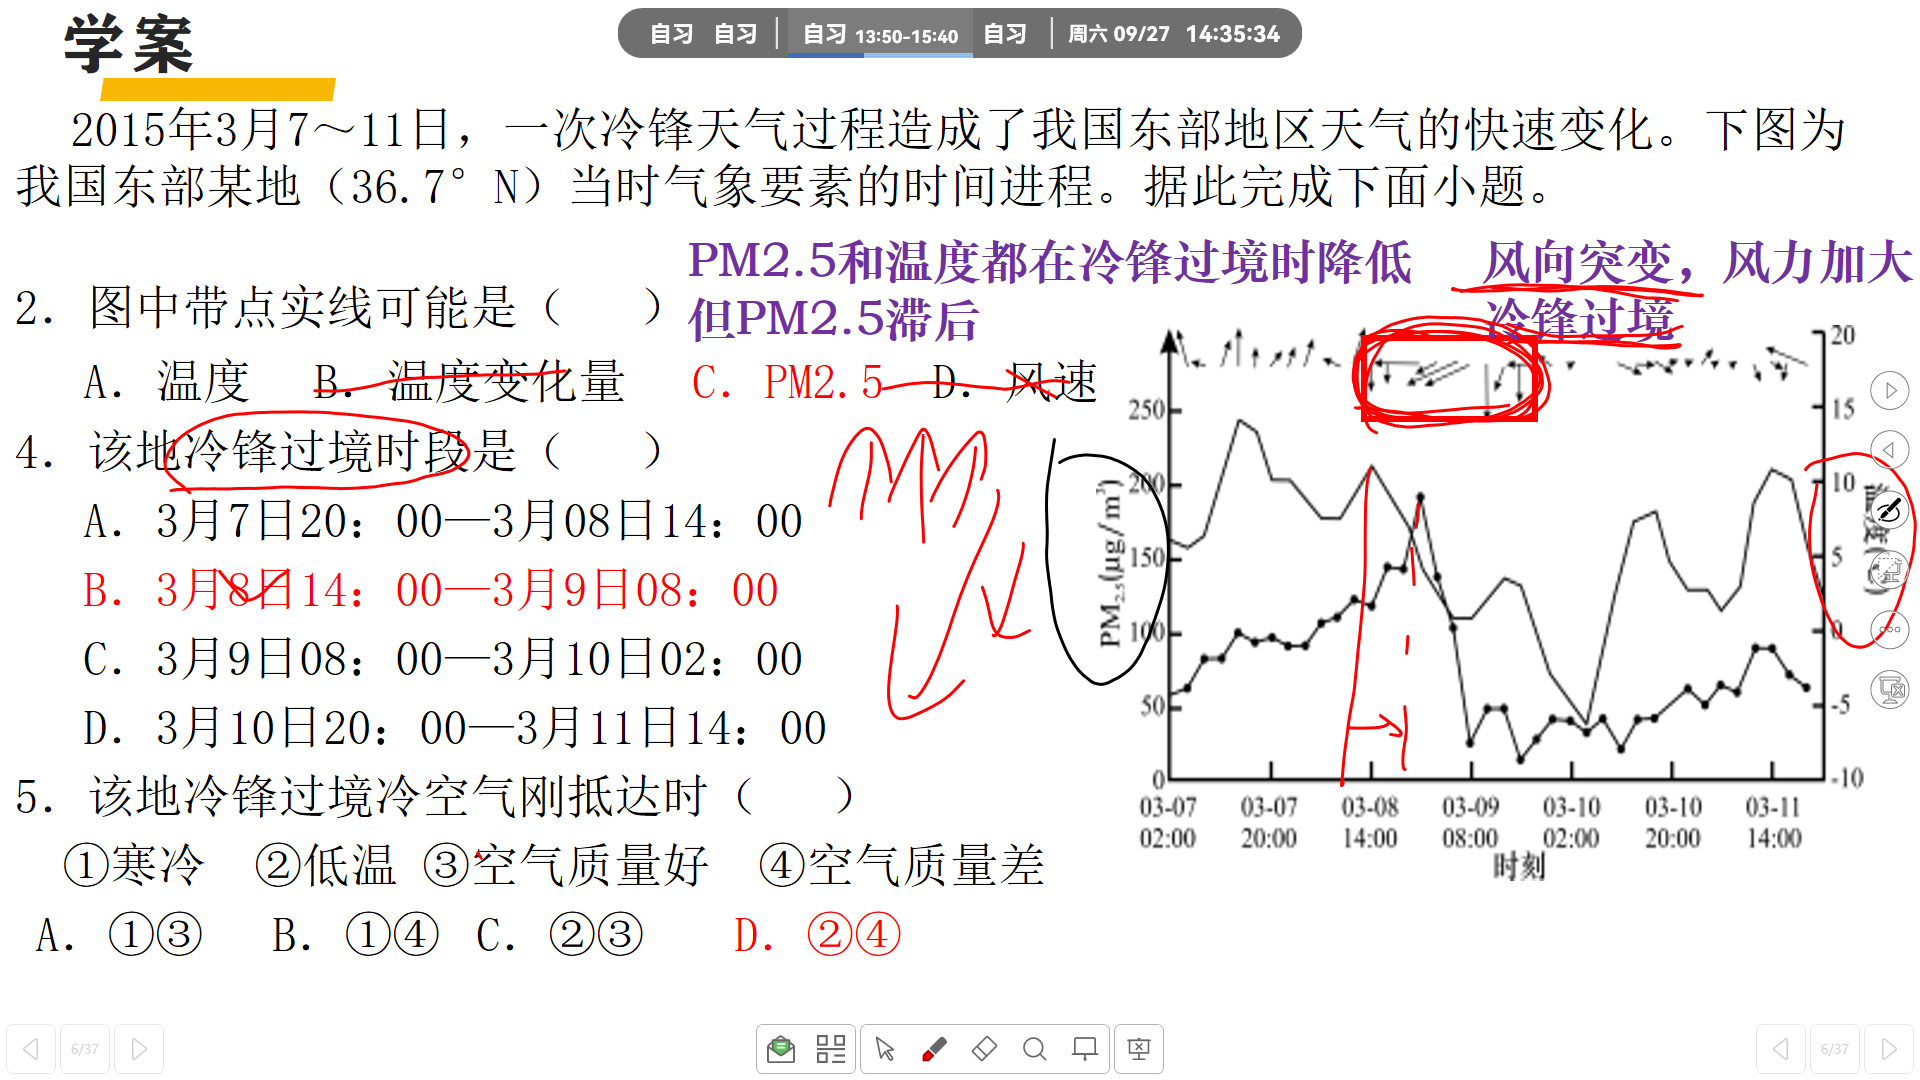 学案
自习 自习 自习 13:50-15:40 自习 周六 09/27 14:35:34
2015年3月7～11日，一次冷锋天气过程造成了我国东部地区天气的快速变化。下图为
我国东部某地（36.7°N）当时气象要素的时间进程。据此完成下面小题。
PM2.5和温度都在冷锋过境时降低
但PM2.5滞后
风向突变，风力加大
冷锋过境
2．图中带点实线可能是（　　）
A．温度 B．温度变化量 C．PM2.5 D．风速
4．该地冷锋过境时段是（　　）
A．3月7日20：00—3月08日14：00
B．3月8日14：00—3月9日08：00
C．3月9日08：00—3月10日02：00
D．3月10日20：00—3月11日14：00
5．该地冷锋过境冷空气刚抵达时（　　）
①寒冷 ②低温 ③空气质量好 ④空气质量差
A．①③ B．①④ C．②③ D．②④
PM2.5(μg/m³)
250
200
150
100
50
0
20
15
10
5
0
-5
-10
03-07 03-07 03-08 03-09 03-10 03-10 03-11
02:00 20:00 14:00 08:00 02:00 20:00 14:00
时刻
6/37
6/37